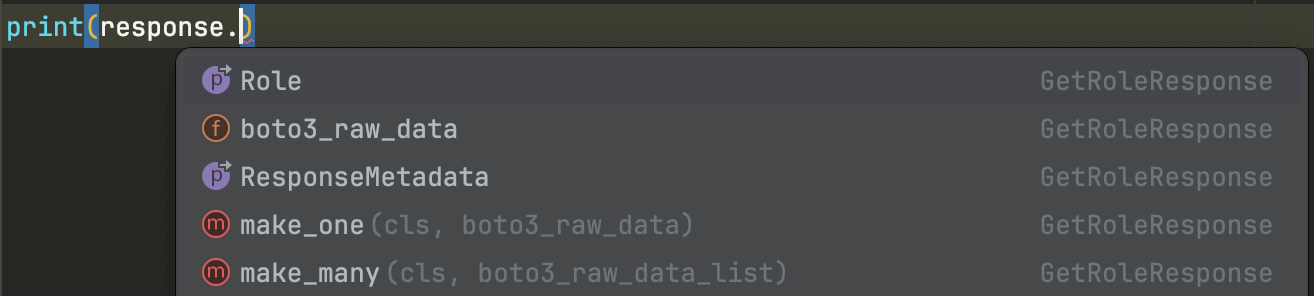 print(response.)
p Role GetRoleResponse
f boto3_raw_data GetRoleResponse
p ResponseMetadata GetRoleResponse
m make_one(cls, boto3_raw_data) GetRoleResponse
m make_many(cls, boto3_raw_data_list) GetRoleResponse